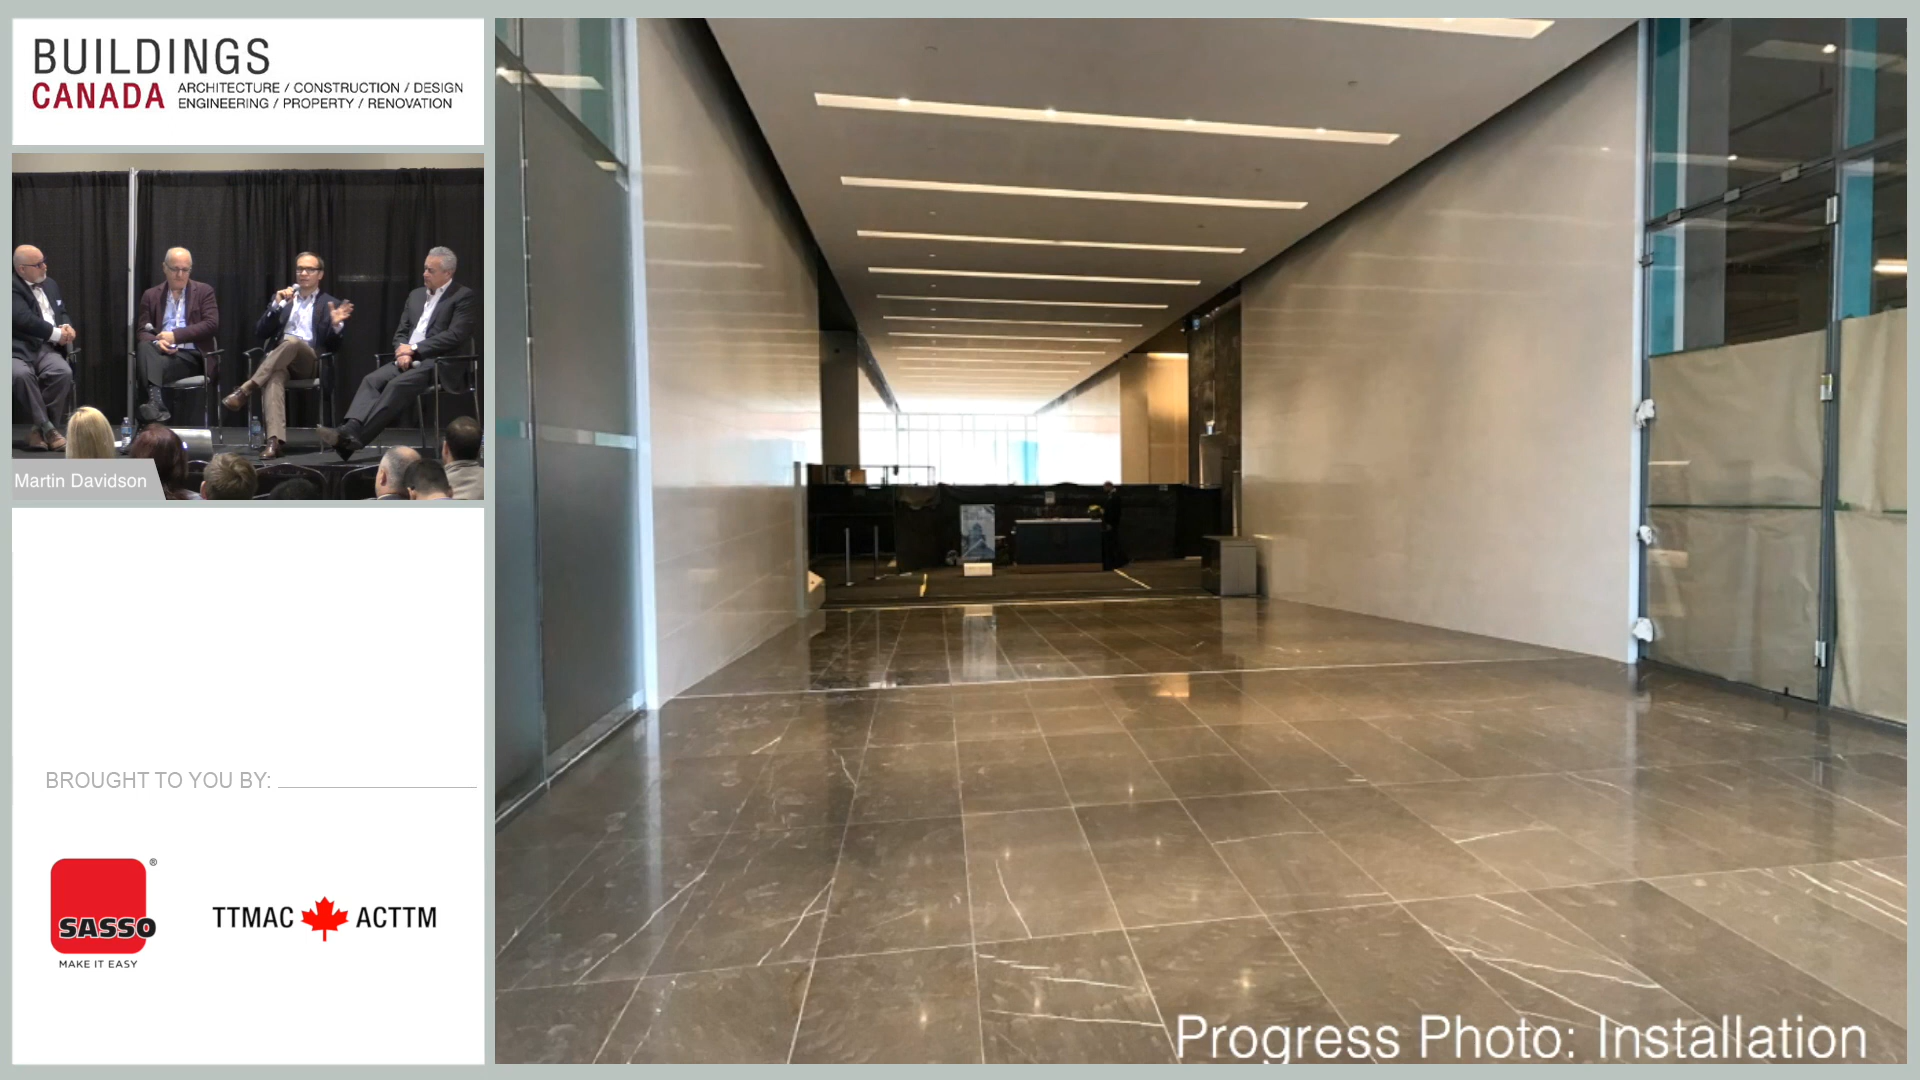 BUILDINGS
CANADA
ARCHITECTURE / CONSTRUCTION / DESIGN
ENGINEERING / PROPERTY / RENOVATION
Martin Davidson
BROUGHT TO YOU BY:
SASSO ®
MAKE IT EASY
TTMAC ACTTM
Progress Photo: Installation